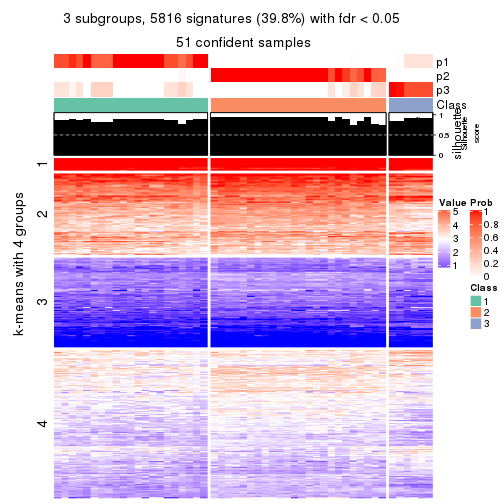 3 subgroups, 5816 signatures (39.8%) with fdr < 0.05
51 confident samples
p1
p2
p3
Class
1
0.5
0
silhouette
Silhouette
score
k-means with 4 groups
1
2
3
4
Value
5
4
3
2
1
Prob
1
0.8
0.6
0.4
0.2
0
Class
1
2
3